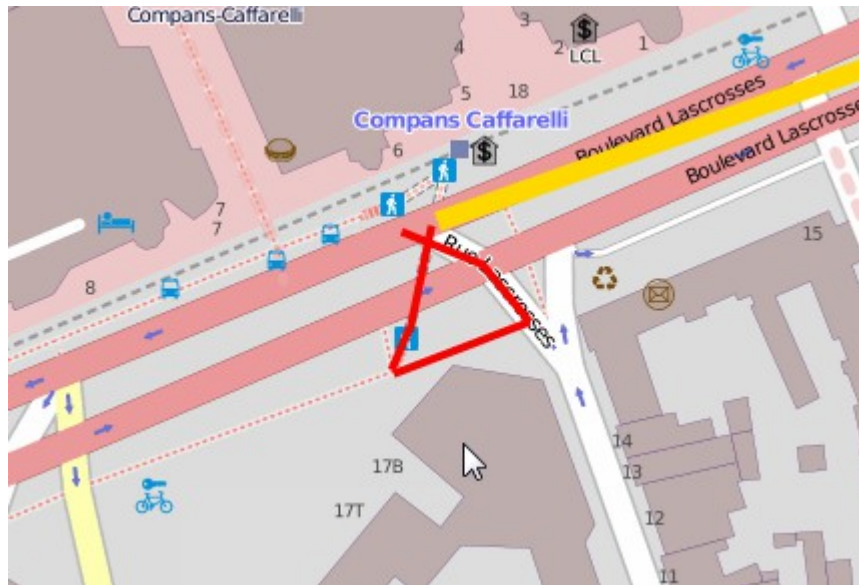 Compans-Caffarelli
3
4
2
1
LCL
5
18
Boulevard Lascrosses
Compans Caffarelli
6
Boulevard Lascrosses
7
7
15
Rue Lascrosses
8
14
17B
13
17T
12
11